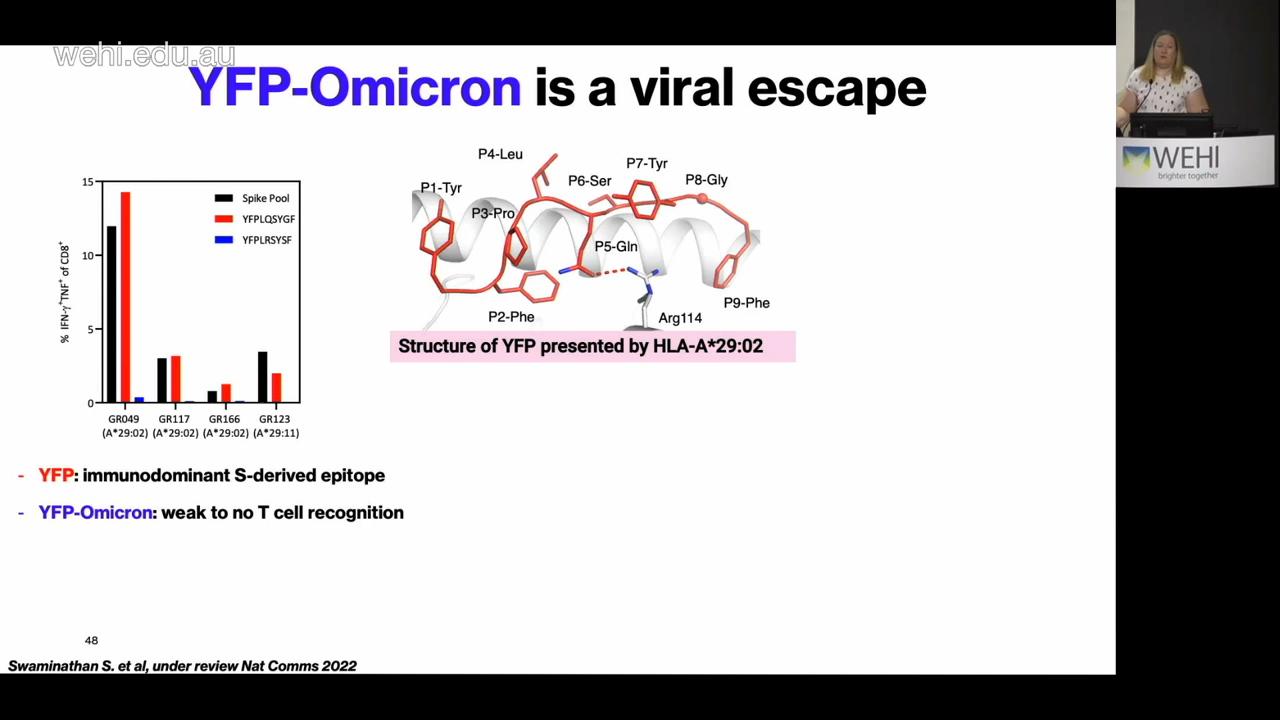 wehi.edu.au
YFP-Omicron is a viral escape
15
10
5
0
% IFN-γ⁺TNF⁺ of CD8⁺
Spike Pool
YFPLQSYGF
YFPLRSYSF
GR049 GR117 GR166 GR123
(A*29:02) (A*29:02) (A*29:02) (A*29:11)
P4-Leu
P7-Tyr
P6-Ser
P8-Gly
P1-Tyr
P3-Pro
P5-Gln
P9-Phe
P2-Phe
Arg114
Structure of YFP presented by HLA-A*29:02
- YFP: immunodominant S-derived epitope
- YFP-Omicron: weak to no T cell recognition
48
Swaminathan S. et al, under review Nat Comms 2022
WEHI
brighter together